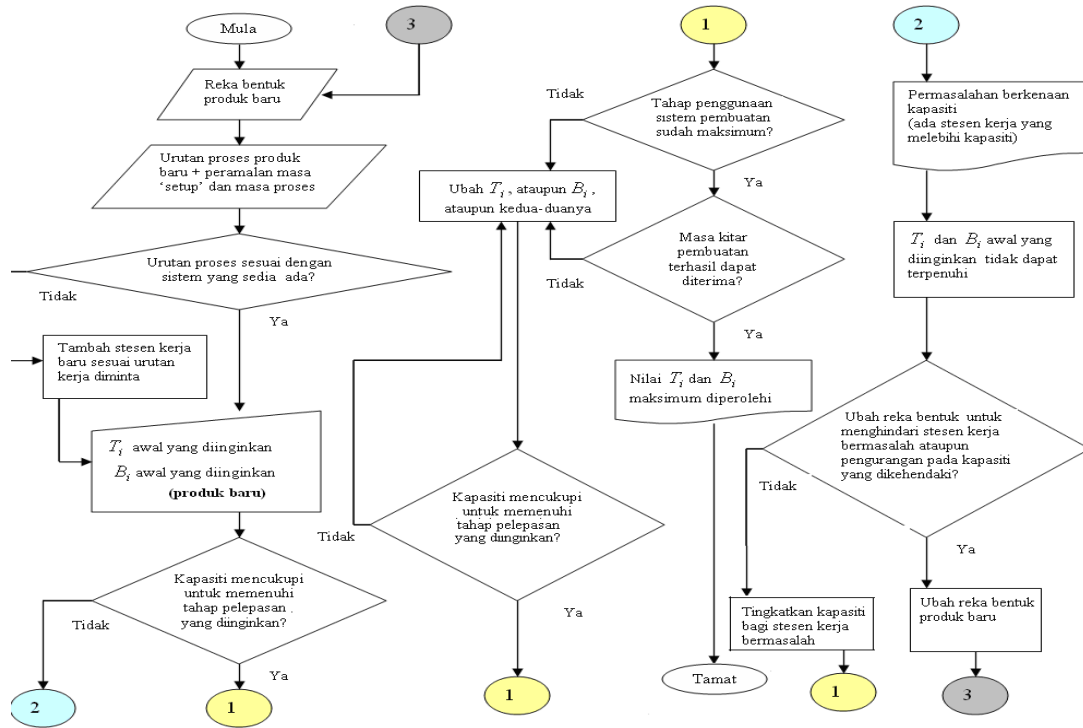 Mula
3
Reka bentuk
produk baru
Urutan proses produk
baru + peramalan masa
'setup' dan masa proses
Urutan proses sesuai dengan
sistem yang sedia ada?
Tidak
Ya
Tambah stesen kerja
baru sesuai urutan
kerja diminta
T_i awal yang diinginkan
B_i awal yang diinginkan
(produk baru)
Kapasiti mencukupi
untuk memenuhi
tahap pelepasan .
yang diinginkan?
Tidak
Ya
2
1
Ubah T_i , ataupun B_i ,
ataupun kedua-duanya
Kapasiti mencukupi
untuk memenuhi
tahap pelepasan
yang diinginkan?
Tidak
Ya
1
1
Tahap penggunaan
sistem pembuatan
sudah maksimum?
Tidak
Ya
Masa kitar
pembuatan
terhasil dapat
diterima?
Tidak
Ya
Nilai T_i dan B_i
maksimum diperolehi
Tamat
2
Permasalahan berkenaan
kapasiti
(ada stesen kerja yang
melebihi kapasiti)
T_i dan B_i awal yang
diinginkan tidak dapat
terpenuhi
Ubah reka bentuk untuk
menghindari stesen kerja
bermasalah ataupun
pengurangan pada kapasiti
yang dikehendaki?
Tidak
Ya
Tingkatkan kapasiti
bagi stesen kerja
bermasalah
1
Ubah reka bentuk
produk baru
3